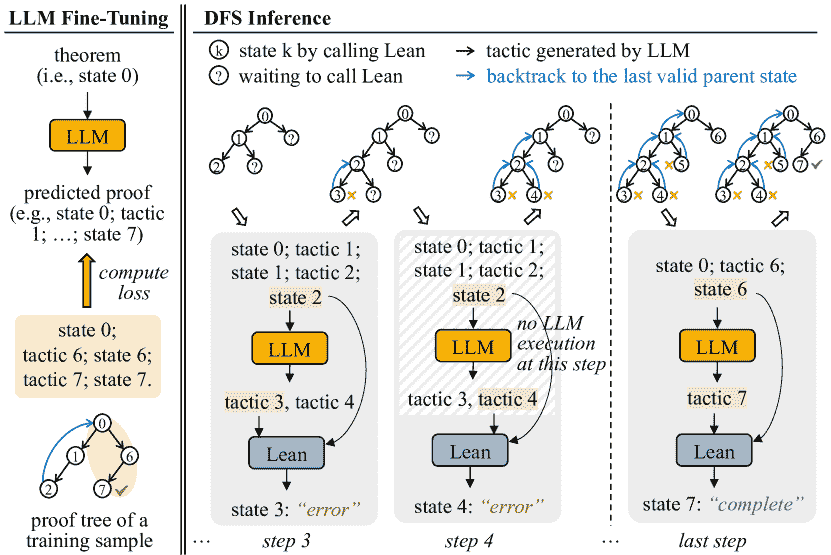 LLM Fine-Tuning
theorem
(i.e., state 0)
LLM
predicted proof
(e.g., state 0; tactic
1; …; state 7)
compute
loss
state 0;
tactic 6; state 6;
tactic 7; state 7.
0
1
6
2
7
proof tree of a
training sample
DFS Inference
k state k by calling Lean
? waiting to call Lean
tactic generated by LLM
backtrack to the last valid parent state
0
1
?
2
?
0
1
?
2
?
3
?
0
1
?
2
?
3
4
0
1
6
2
5
3
4
0
1
6
2
5
7
3
4
state 0; tactic 1;
state 1; tactic 2;
state 2
LLM
tactic 3, tactic 4
Lean
state 3: “error”
... step 3
state 0; tactic 1;
state 1; tactic 2;
state 2
no LLM
execution
at this step
LLM
tactic 3, tactic 4
Lean
state 4: “error”
step 4
state 0; tactic 6;
state 6
LLM
tactic 7
Lean
state 7: “complete”
... last step